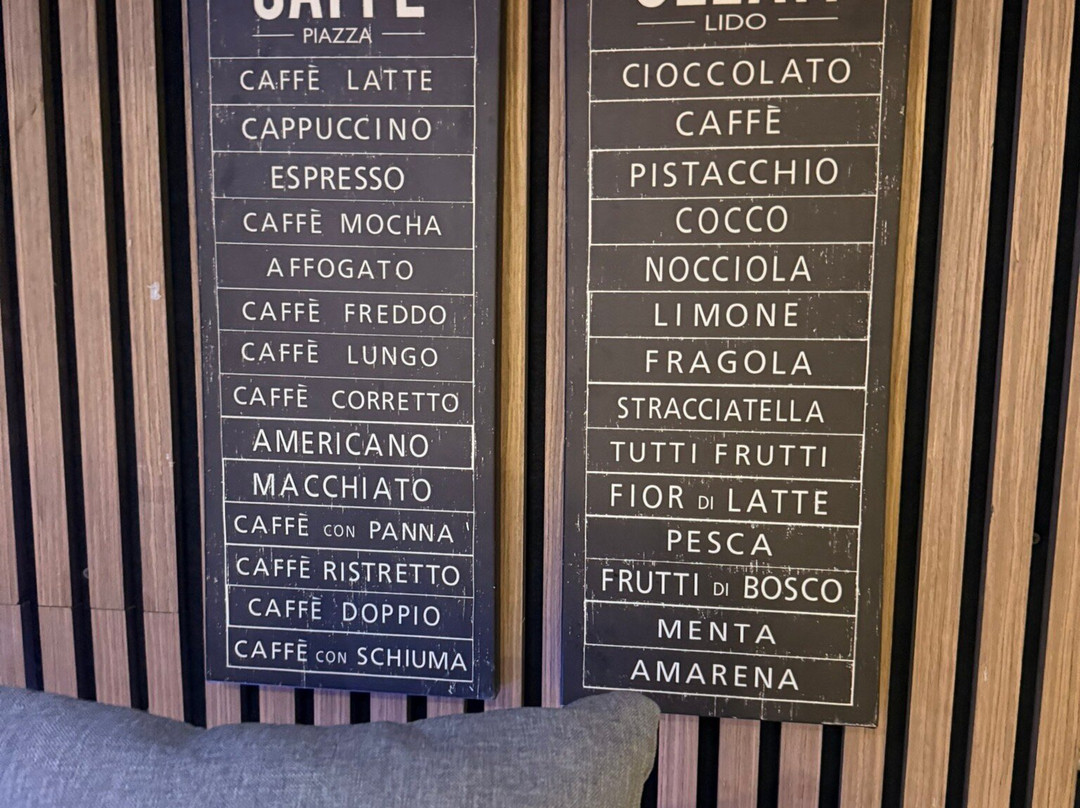 CAFFÈ
PIAZZA
CAFFÈ LATTE
CAPPUCCINO
ESPRESSO
CAFFÈ MOCHA
AFFOGATO
CAFFÈ FREDDO
CAFFÈ LUNGO
CAFFÈ CORRETTO
AMERICANO
MACCHIATO
CAFFÈ CON PANNA
CAFFÈ RISTRETTO
CAFFÈ DOPPIO
CAFFÈ CON SCHIUMA
LIDO
CIOCCOLATO
CAFFÈ
PISTACCHIO
COCCO
NOCCIOLA
LIMONE
FRAGOLA
STRACCIATELLA
TUTTI FRUTTI
FIOR DI LATTE
PESCA
FRUTTI DI BOSCO
MENTA
AMARENA